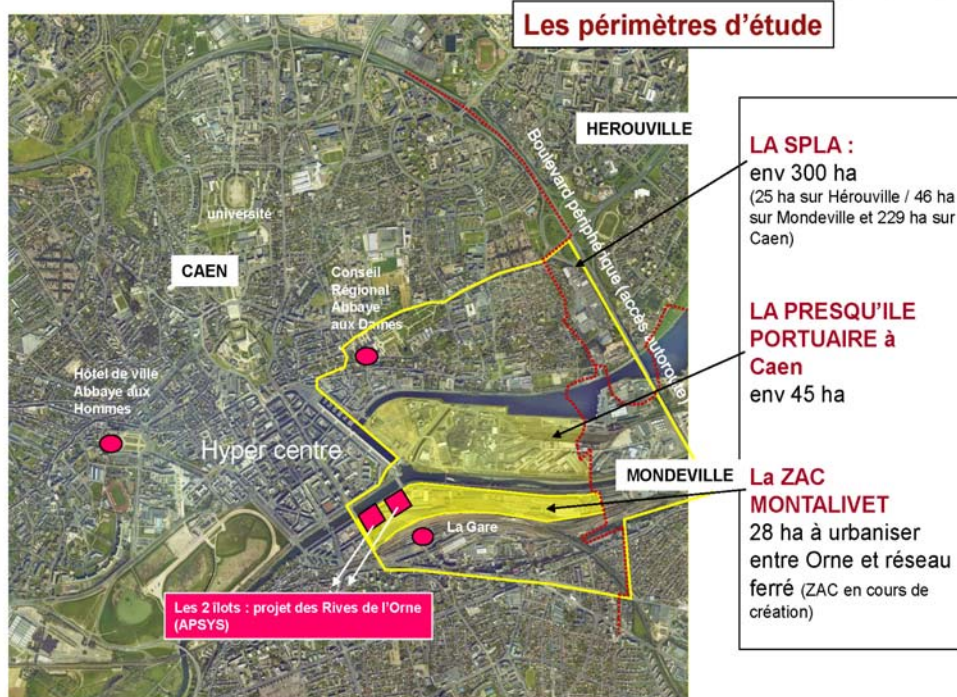 Les périmètres d'étude
HEROUVILLE
Boulevard périphérique (accès autoroute)
université
CAEN
Conseil
Régional
Abbaye
aux Dames
Hôtel de ville
Abbaye aux
Hommes
Hyper centre
MONDEVILLE
La Gare
Les 2 îlots : projet des Rives de l'Orne
(APSYS)
LA SPLA :
env 300 ha
(25 ha sur Hérouville / 46 ha
sur Mondeville et 229 ha sur
Caen)
LA PRESQU'ILE
PORTUAIRE à
Caen
env 45 ha
La ZAC
MONTALIVET
28 ha à urbaniser
entre Orne et réseau
ferré (ZAC en cours de
création)